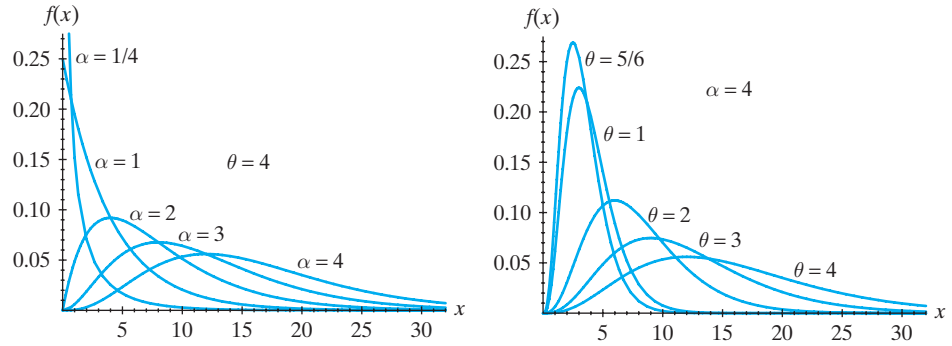 f(x)
0.25
0.20
0.15
0.10
0.05
α = 1/4
α = 1
θ = 4
α = 2
α = 3
α = 4
5 10 15 20 25 30 x
f(x)
0.25
0.20
0.15
0.10
0.05
θ = 5/6
α = 4
θ = 1
θ = 2
θ = 3
θ = 4
5 10 15 20 25 30 x